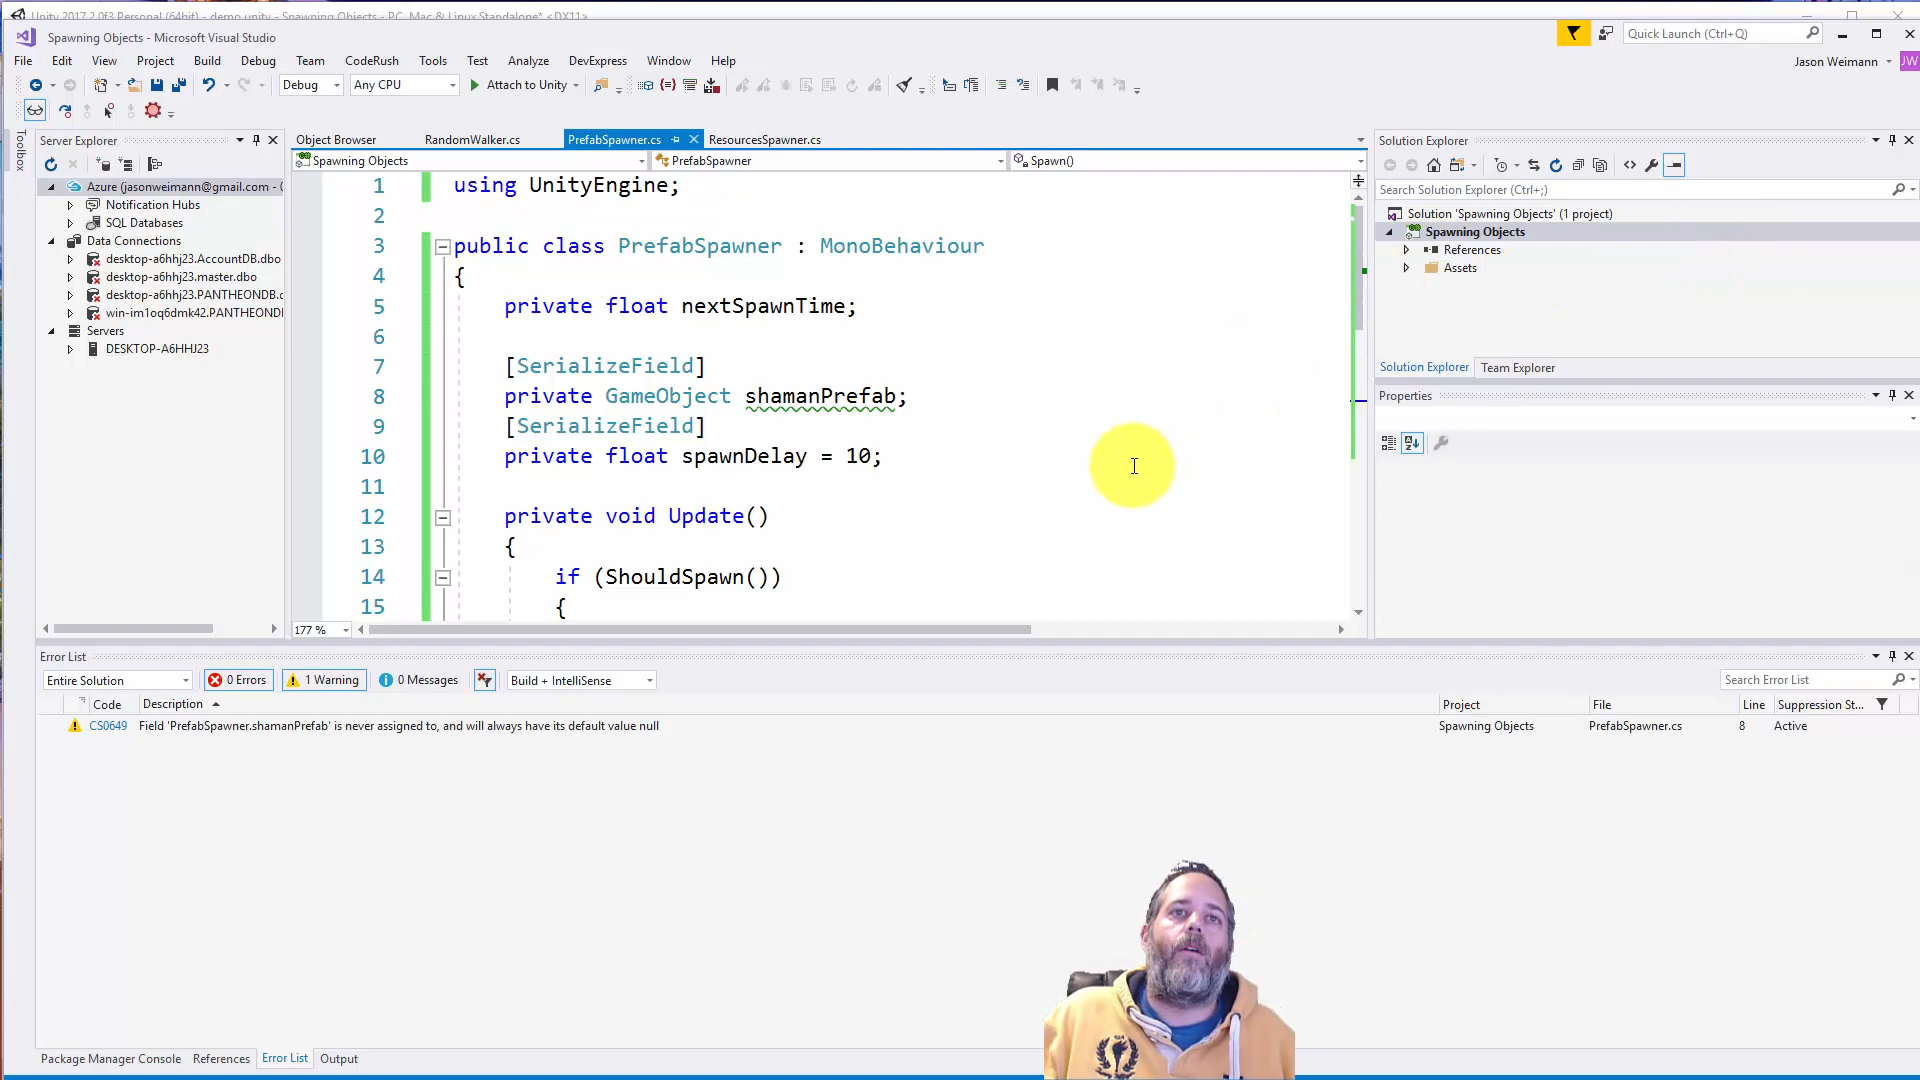 Unity 2017.2.0f3 Personal (64bit) - demo.unity - Spawning Objects - PC, Mac & Linux Standalone* <DX11>
Spawning Objects - Microsoft Visual Studio
Quick Launch (Ctrl+Q)
File Edit View Project Build Debug Team CodeRush Tools Test Analyze DevExpress Window Help
Jason Weimann JW
Debug Any CPU Attach to Unity
Toolbox
Server Explorer
Azure (jasonweimann@gmail.com - (
Notification Hubs
SQL Databases
Data Connections
desktop-a6hhj23.AccountDB.dbo
desktop-a6hhj23.master.dbo
desktop-a6hhj23.PANTHEONDB.c
win-im1oq6dmk42.PANTHEONDI
Servers
DESKTOP-A6HHJ23
Object Browser RandomWalker.cs PrefabSpawner.cs ResourcesSpawner.cs
Spawning Objects PrefabSpawner Spawn()
1 using UnityEngine;
2
3 public class PrefabSpawner : MonoBehaviour
4 {
5 private float nextSpawnTime;
6
7 [SerializeField]
8 private GameObject shamanPrefab;
9 [SerializeField]
10 private float spawnDelay = 10;
11
12 private void Update()
13 {
14 if (ShouldSpawn())
15 {
177 %
Solution Explorer
Search Solution Explorer (Ctrl+;)
Solution 'Spawning Objects' (1 project)
Spawning Objects
References
Assets
Solution Explorer Team Explorer
Properties
Error List
Entire Solution 0 Errors 1 Warning 0 Messages Build + IntelliSense Search Error List
Code Description Project File Line Suppression St...
CS0649 Field 'PrefabSpawner.shamanPrefab' is never assigned to, and will always have its default value null Spawning Objects PrefabSpawner.cs 8 Active
Package Manager Console References Error List Output